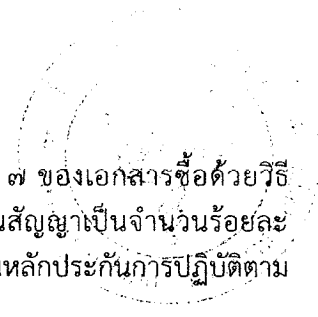 ๗ ของเอกสารซื้อด้วยวิธี
สัญญาเป็นจำนวนร้อยละ
หลักประกันการปฏิบัติตาม